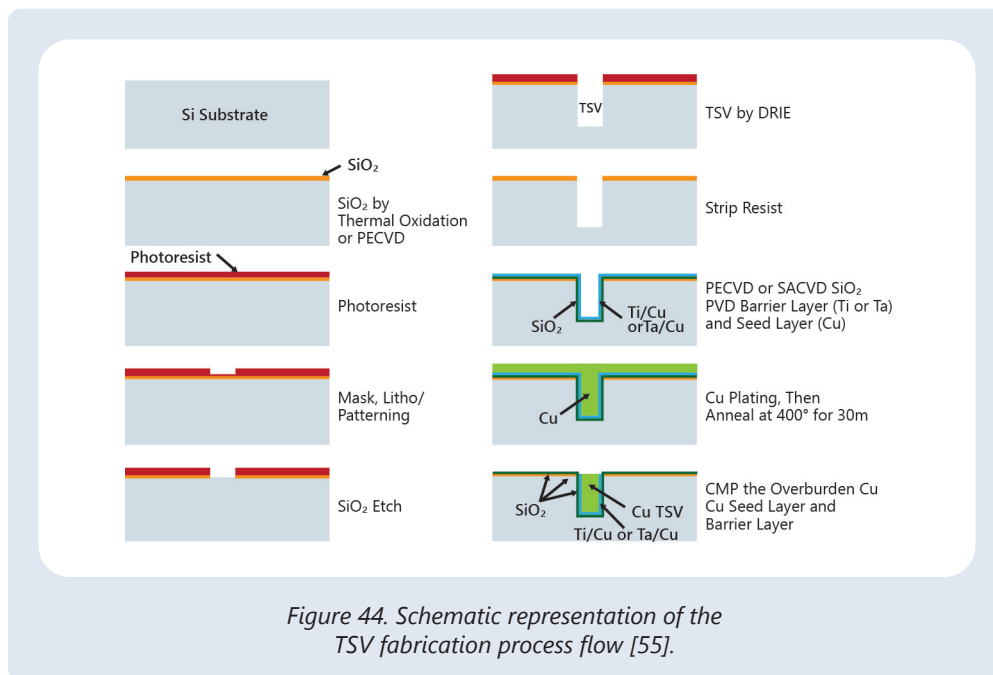 Si Substrate
SiO₂
SiO₂ by
Thermal Oxidation
or PECVD
Photoresist
Photoresist
Mask, Litho/
Patterning
SiO₂ Etch
TSV
TSV by DRIE
Strip Resist
SiO₂
Ti/Cu
orTa/Cu
PECVD or SACVD SiO₂
PVD Barrier Layer (Ti or Ta)
and Seed Layer (Cu)
Cu
Cu Plating, Then
Anneal at 400° for 30m
SiO₂
Cu TSV
Ti/Cu or Ta/Cu
CMP the Overburden Cu
Cu Seed Layer and
Barrier Layer
Figure 44. Schematic representation of the
TSV fabrication process flow [55].